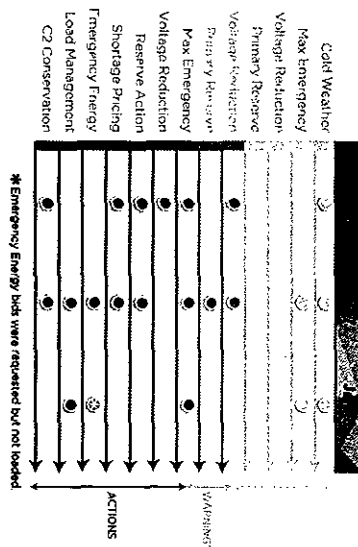 Cold Weather
Max Emergency
Voltage Reduction
Primary Reserve
Voltage Reduction
Primary Reserve
Max Emergency
Voltage Reduction
Reserve Action
Shortage Pricing
Emergency Energy
Load Management
C2 Conservation
WARNING
ACTIONS
*Emergency Energy bids were requested but not loaded